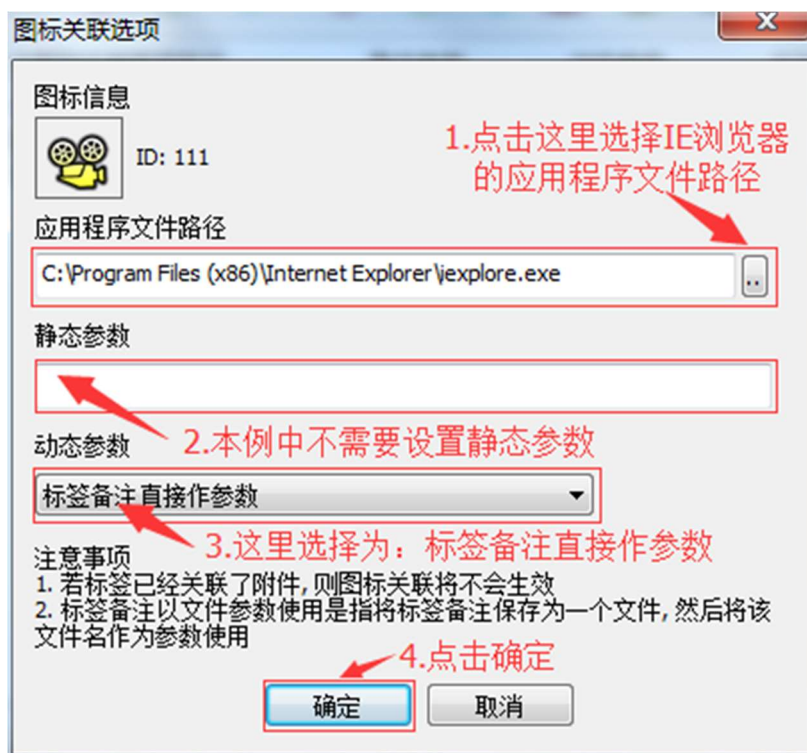 图标关联选项
图标信息
ID: 111
1.点击这里选择IE浏览器
的应用程序文件路径
应用程序文件路径
C:\Program Files (x86)\Internet Explorer\iexplore.exe
..
静态参数
2.本例中不需要设置静态参数
动态参数
标签备注直接作参数
3.这里选择为：标签备注直接作参数
注意事项
1. 若标签已经关联了附件, 则图标关联将不会生效
2. 标签备注以文件参数使用是指将标签备注保存为一个文件, 然后将该
文件名作为参数使用
4.点击确定
确定
取消